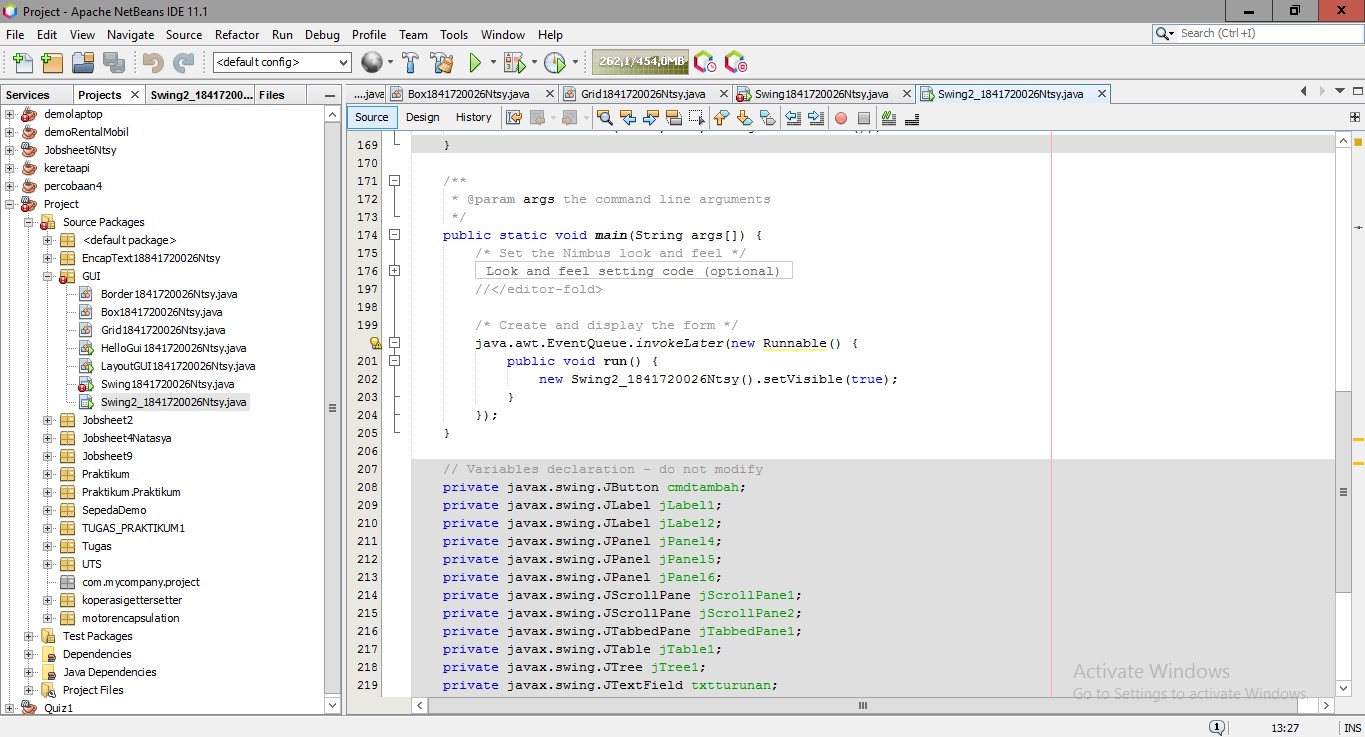 Project - Apache NetBeans IDE 11.1
File Edit View Navigate Source Refactor Run Debug Profile Team Tools Window Help
Search (Ctrl+I)
<default config>
262,1/454,0MB
Services Projects Swing2_18417200... Files
....java Box1841720026Ntsy.java Grid1841720026Ntsy.java Swing1841720026Ntsy.java Swing2_1841720026Ntsy.java
Source Design History
demolaptop
demoRentalMobil
Jobsheet6Ntsy
keretaapi
percobaan4
Project
Source Packages
<default package>
EncapText18841720026Ntsy
GUI
Border1841720026Ntsy.java
Box1841720026Ntsy.java
Grid1841720026Ntsy.java
HelloGui1841720026Ntsy.java
LayoutGUI1841720026Ntsy.java
Swing1841720026Ntsy.java
Swing2_1841720026Ntsy.java
Jobsheet2
Jobsheet4Natasya
Jobsheet9
Praktikum
Praktikum.Praktikum
SepedaDemo
TUGAS_PRAKTIKUM1
Tugas
UTS
com.mycompany.project
koperasigettersetter
motorencapsulation
Test Packages
Dependencies
Java Dependencies
Project Files
Quiz1
169 }
170
171 /**
172 * @param args the command line arguments
173 */
174 public static void main(String args[]) {
175 /* Set the Nimbus look and feel */
176 Look and feel setting code (optional)
197 //</editor-fold>
198
199 /* Create and display the form */
java.awt.EventQueue.invokeLater(new Runnable() {
201 public void run() {
202 new Swing2_1841720026Ntsy().setVisible(true);
203 }
204 });
205 }
206
207 // Variables declaration - do not modify
208 private javax.swing.JButton cmdtambah;
209 private javax.swing.JLabel jLabel1;
210 private javax.swing.JLabel jLabel2;
211 private javax.swing.JPanel jPanel4;
212 private javax.swing.JPanel jPanel5;
213 private javax.swing.JPanel jPanel6;
214 private javax.swing.JScrollPane jScrollPane1;
215 private javax.swing.JScrollPane jScrollPane2;
216 private javax.swing.JTabbedPane jTabbedPane1;
217 private javax.swing.JTable jTable1;
218 private javax.swing.JTree jTree1;
219 private javax.swing.JTextField txtturunan;
Activate Windows
Go to Settings to activate Windows.
1 13:27 INS